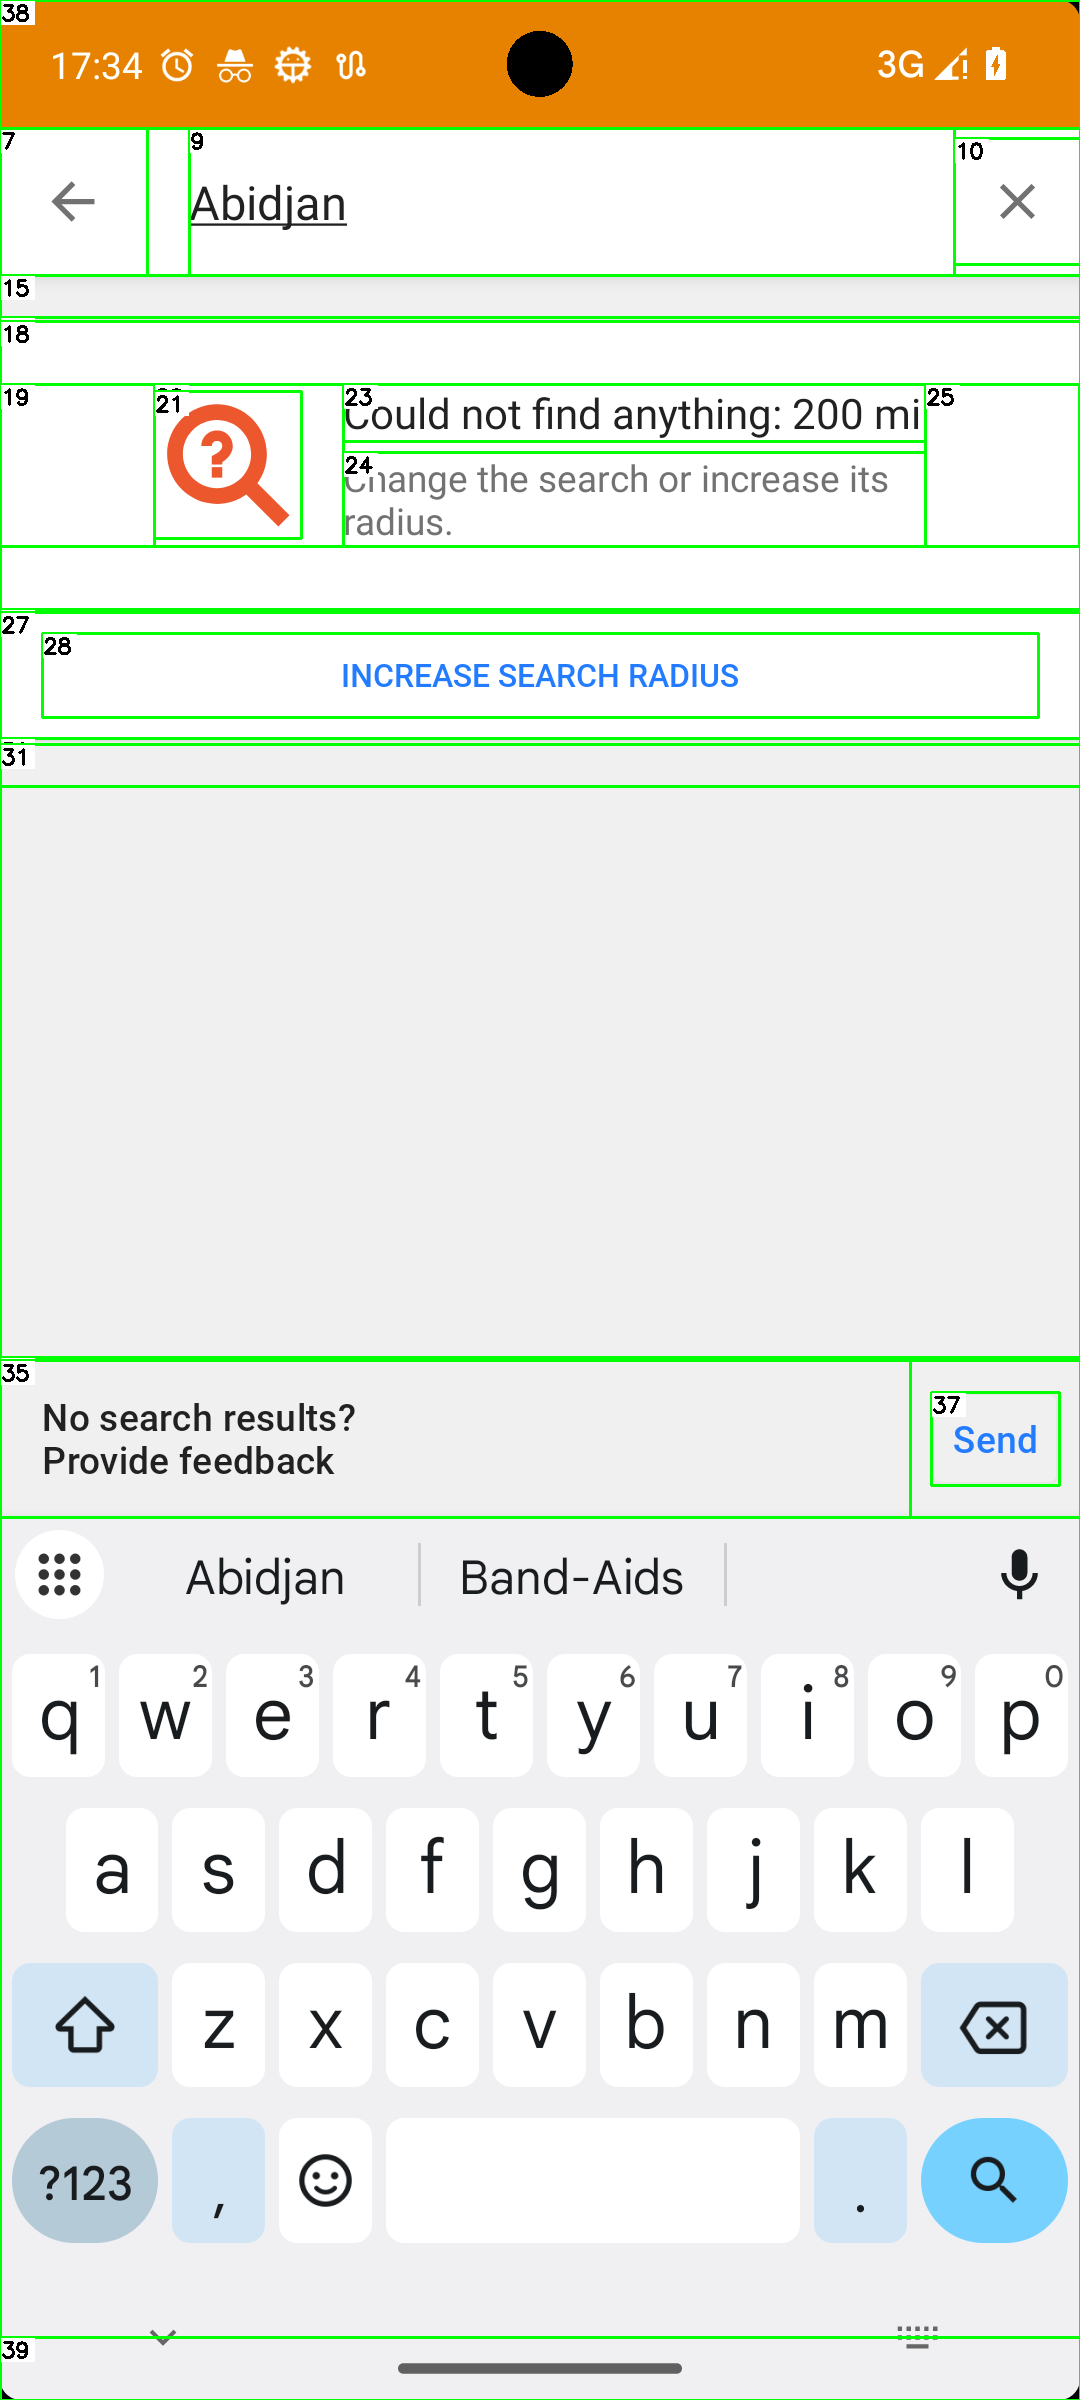 38
17:34
3G
7
9
Abidjan
10
15
18
19
21
23
Could not find anything: 200 mi
25
24
Change the search or increase its
radius.
27
28
INCREASE SEARCH RADIUS
31
35
No search results?
Provide feedback
37
Send
Abidjan
Band-Aids
q 1 w 2 e 3 r 4 t 5 y 6 u 7 i 8 o 9 p 0
a s d f g h j k l
z x c v b n m
?123 , .
39